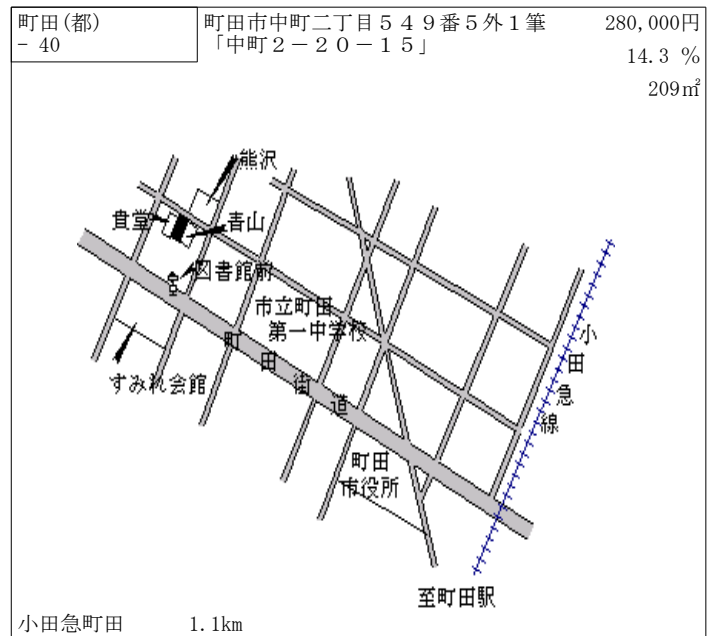 町田(都)
- 40
町田市中町二丁目５４９番５外１筆
「中町２－２０－１５」
280,000円
14.3 %
209㎡
熊沢
貴堂
青山
図書館前
市立町田
第一中学校
すみれ会館
町田街道
小田急線
町田
市役所
至町田駅
小田急町田 1.1km